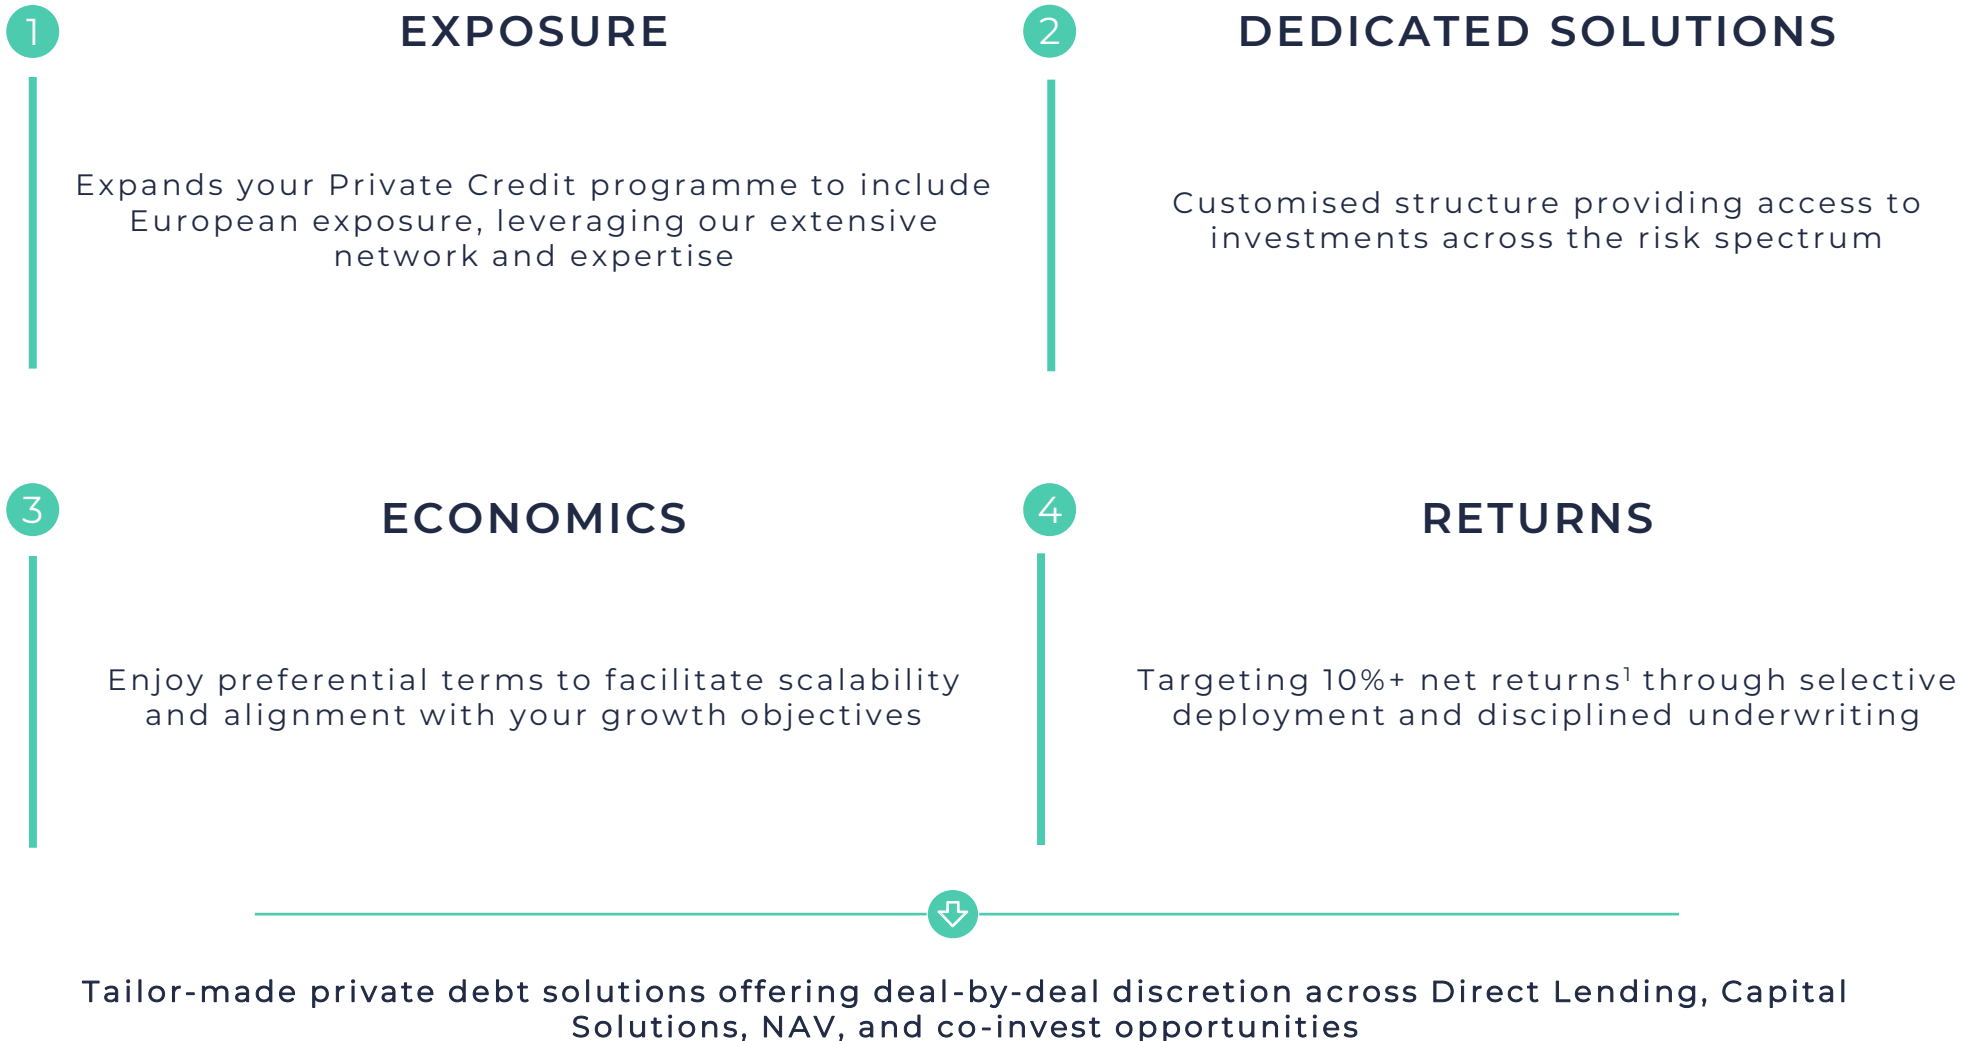 1
EXPOSURE
Expands your Private Credit programme to include
European exposure, leveraging our extensive
network and expertise
2
DEDICATED SOLUTIONS
Customised structure providing access to
investments across the risk spectrum
3
ECONOMICS
Enjoy preferential terms to facilitate scalability
and alignment with your growth objectives
4
RETURNS
Targeting 10%+ net returns¹ through selective
deployment and disciplined underwriting
Tailor-made private debt solutions offering deal-by-deal discretion across Direct Lending, Capital
Solutions, NAV, and co-invest opportunities